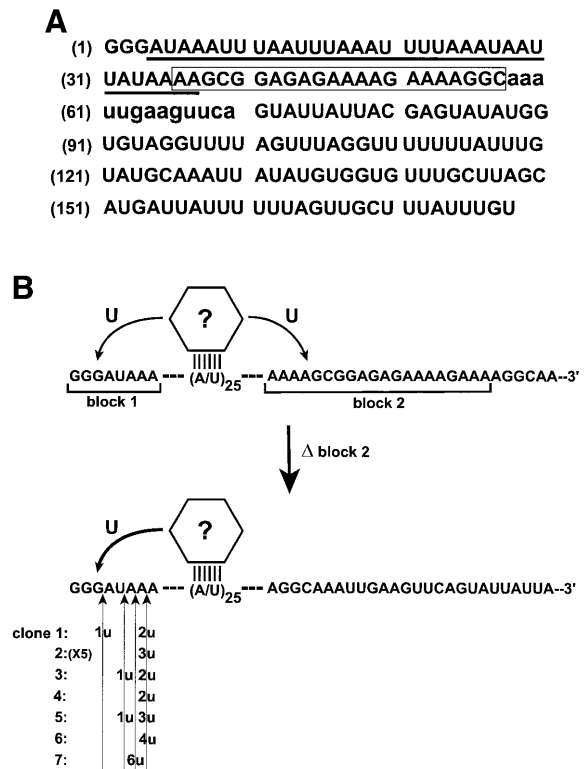 A
(1) GGGAUAAAUU UAAUUUAAAU UUUAAAUAAU
(31) UAUAAAAGCG GAGAGAAAAG AAAAGGCaaa
(61) uugaaguuca GUAUUAUUAC GAGUAUAUGG
(91) UGUAGGUUUU AGUUUAGGUU UUUUUAUUUG
(121) UAUGCAAAUU AUAUGUGGUG UUUGCUUAGC
(151) AUGAUUAUUU UUUAGUUGCU UUAUUUGU
B
U ? U
GGGAUAAA --- (A/U)25 --- AAAAGCGGAGAGAAAAGAAAAGGCAA--3'
block 1 block 2
Δ block 2
U ?
GGGAUAAA --- (A/U)25 --- AGGCAAAUUGAAGUUCAGUAUUAUUA--3'
clone 1: 1u 2u
2:(X5) 3u
3: 1u 2u
4: 2u
5: 1u 3u
6: 4u
7: 6u